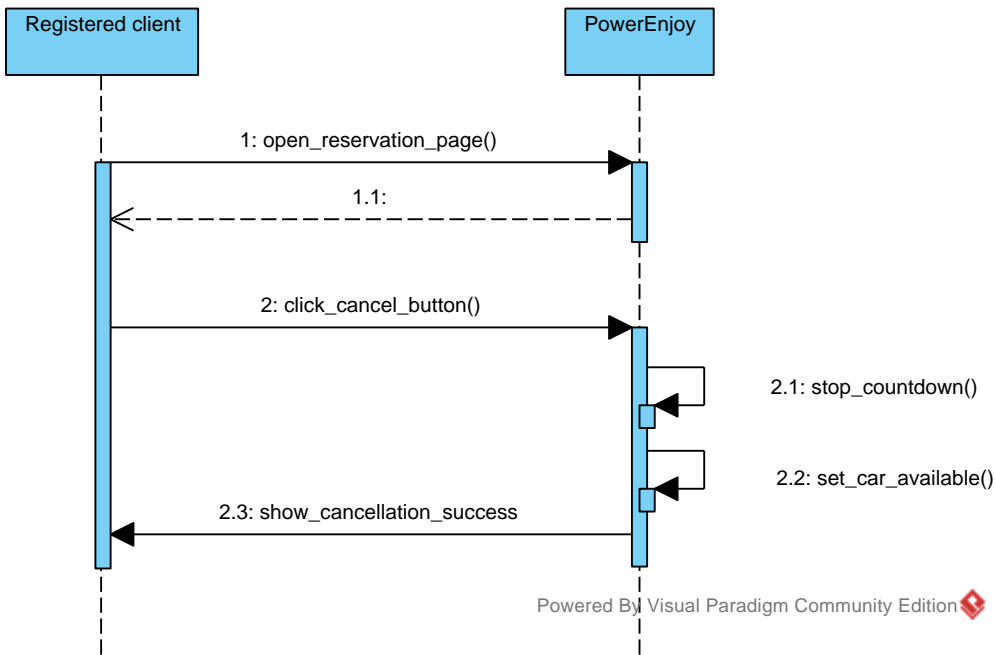 Registered client
PowerEnjoy
1: open_reservation_page()
1.1:
2: click_cancel_button()
2.1: stop_countdown()
2.2: set_car_available()
2.3: show_cancellation_success
Powered By Visual Paradigm Community Edition